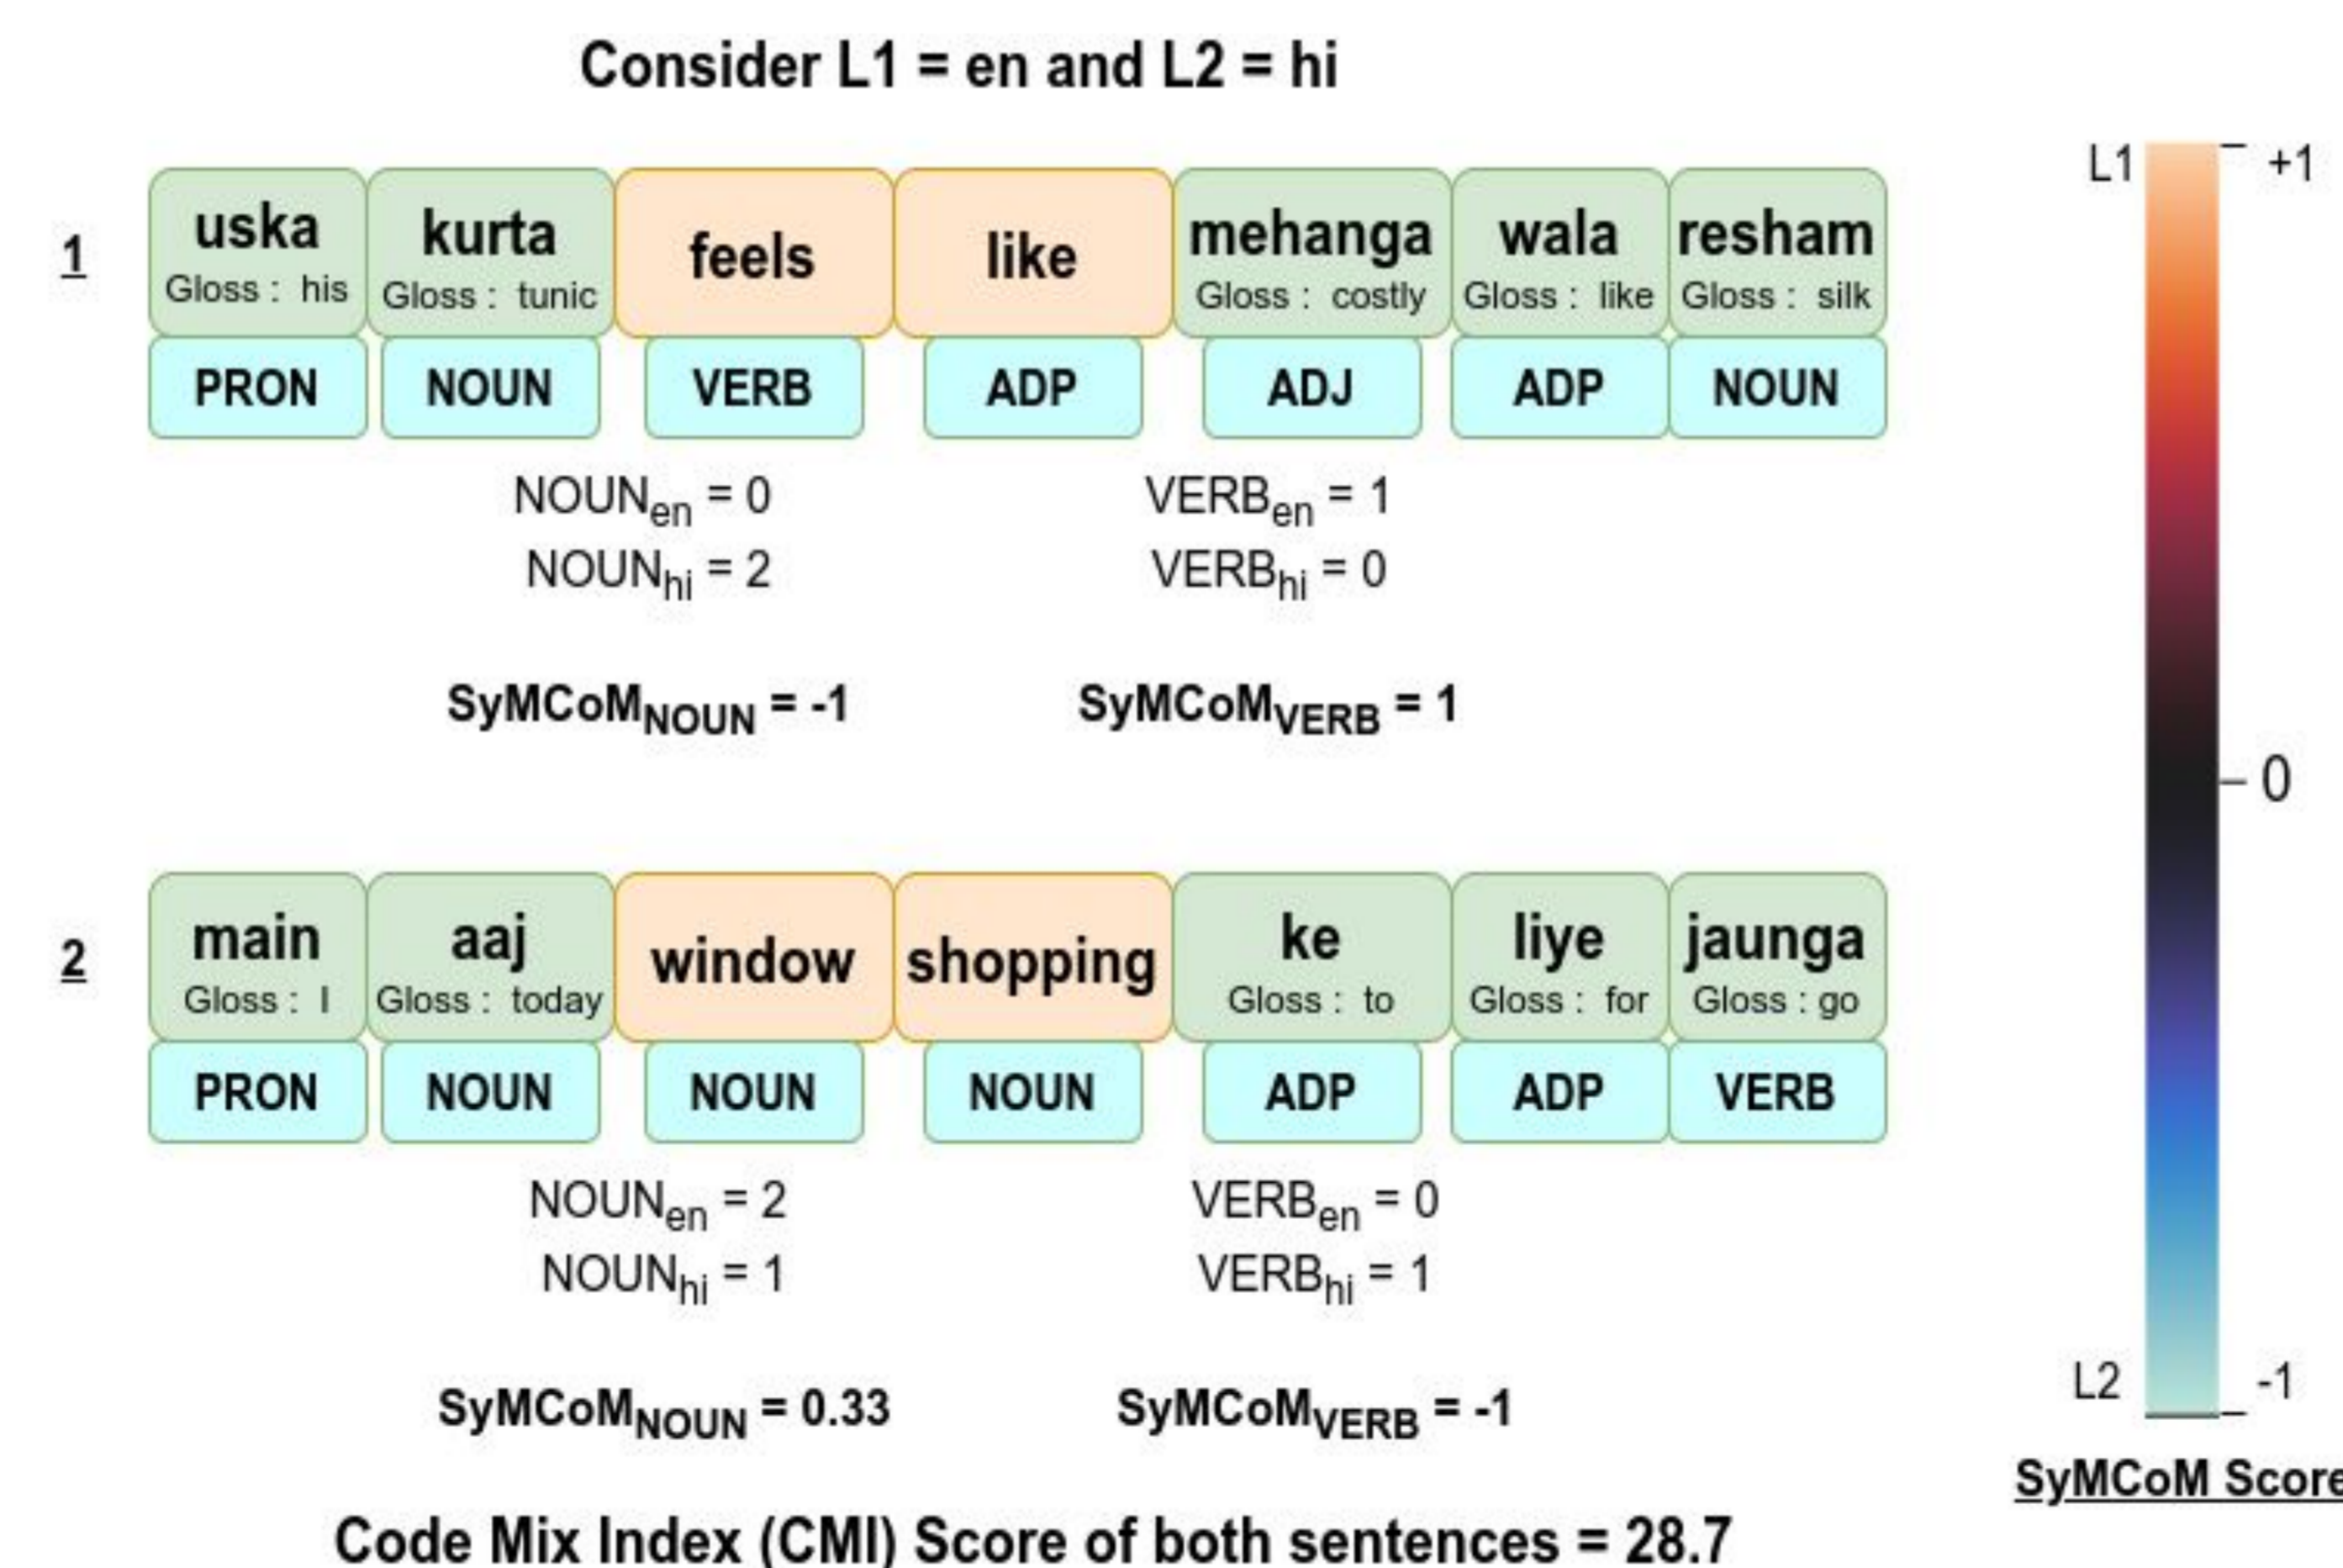 Consider L1 = en and L2 = hi
1
uska kurta feels like mehanga wala resham
Gloss : his Gloss : tunic Gloss : costly Gloss : like Gloss : silk
PRON NOUN VERB ADP ADJ ADP NOUN
NOUNen = 0 VERBen = 1
NOUNhi = 2 VERBhi = 0
SyMCoMNOUN = -1 SyMCoMVERB = 1
2
main aaj window shopping ke liye jaunga
Gloss : I Gloss : today Gloss : to Gloss : for Gloss : go
PRON NOUN NOUN NOUN ADP ADP VERB
NOUNen = 2 VERBen = 0
NOUNhi = 1 VERBhi = 1
SyMCoMNOUN = 0.33 SyMCoMVERB = -1
Code Mix Index (CMI) Score of both sentences = 28.7
L1 +1
0
L2 -1
SyMCoM Score